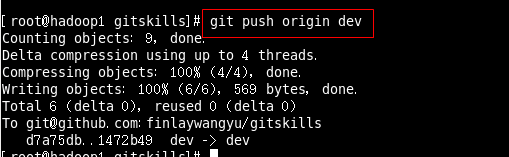 [root@hadoop1 gitskills]# git push origin dev
Counting objects: 9, done.
Delta compression using up to 4 threads.
Compressing objects: 100% (4/4), done.
Writing objects: 100% (6/6), 569 bytes, done.
Total 6 (delta 0), reused 0 (delta 0)
To git@github.com:finlaywangyu/gitskills
   d7a75db..1472b49  dev -> dev
[root@hadoop1 gitskills]#